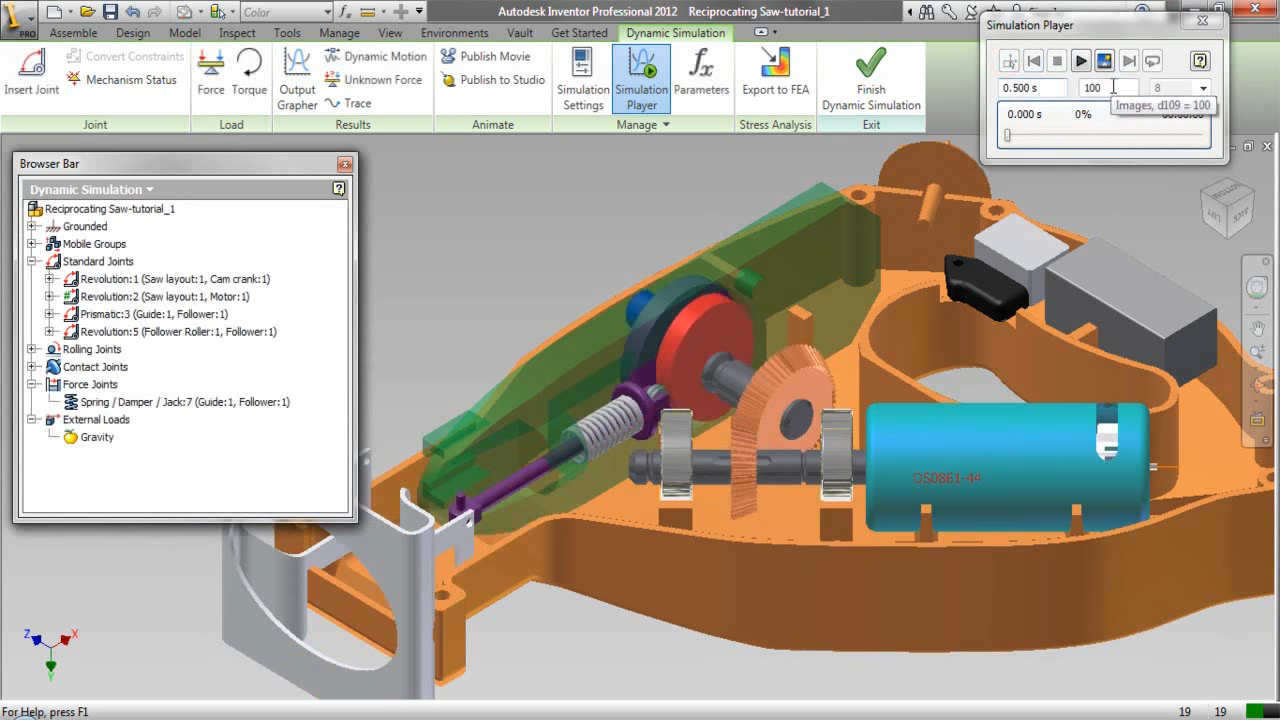 Color
Autodesk Inventor Professional 2012 Reciprocating Saw-tutorial_1
PRO
Assemble Design Model Inspect Tools Manage View Environments Vault Get Started Dynamic Simulation
Insert Joint
Convert Constraints
Mechanism Status
Joint
Force
Torque
Load
Output Grapher
Dynamic Motion
Unknown Force
Trace
Results
Publish Movie
Publish to Studio
Animate
Simulation Settings
Simulation Player
Parameters
Manage
Export to FEA
Stress Analysis
Finish Dynamic Simulation
Exit
Simulation Player
0.500 s 100 8
Images, d109 = 100
0.000 s 0%
Browser Bar
Dynamic Simulation
Reciprocating Saw-tutorial_1
Grounded
Mobile Groups
Standard Joints
Revolution:1 (Saw layout:1, Cam crank:1)
Revolution:2 (Saw layout:1, Motor:1)
Prismatic:3 (Guide:1, Follower:1)
Revolution:5 (Follower Roller:1, Follower:1)
Rolling Joints
Contact Joints
Force Joints
Spring / Damper / Jack:7 (Guide:1, Follower:1)
External Loads
Gravity
BOTTOM
LEFT
BACK
DS0861-44
Z X
Y
For Help, press F1
19 19